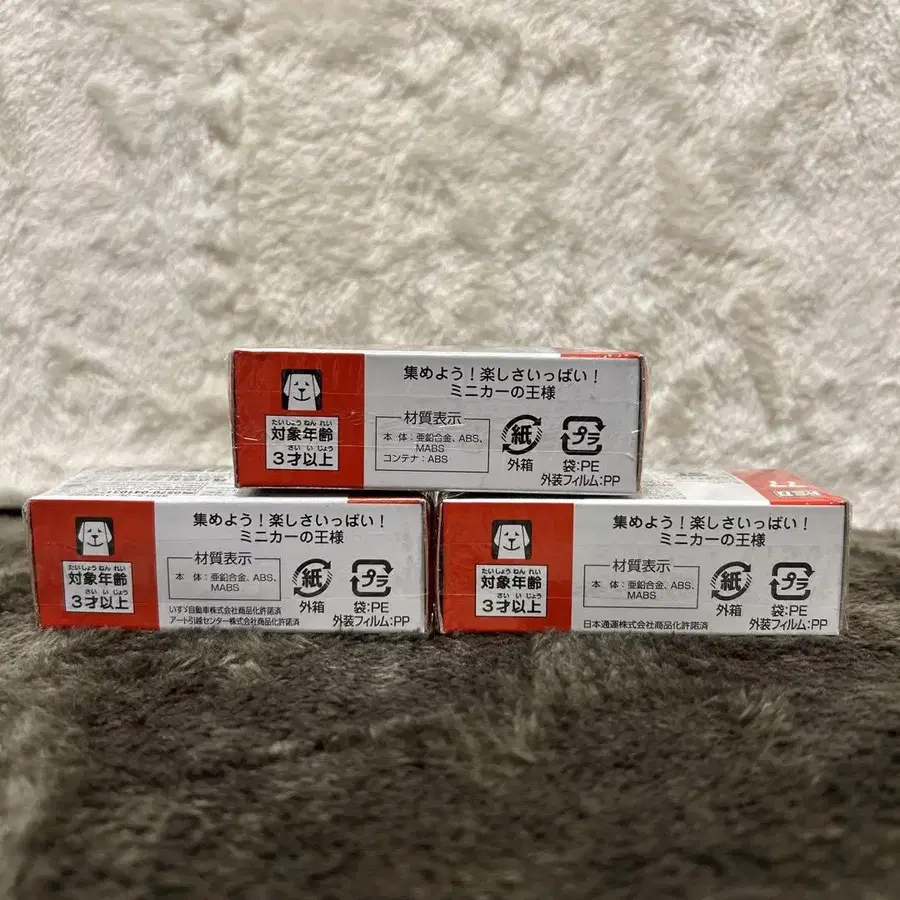 集めよう!楽しさいっぱい!
ミニカーの王様
たいしょうねんれい
対象年齢
さいいじょう
3才以上
材質表示
本 体:亜鉛合金、ABS、
MABS
コンテナ:ABS
紙
外箱
プラ
袋:PE
外装フィルム:PP
集めよう!楽しさいっぱい!
ミニカーの王様
たいしょうねんれい
対象年齢
さいいじょう
3才以上
材質表示
本 体:亜鉛合金、ABS、
MABS
いすゞ自動車株式会社商品化許諾済
アート引越センター株式会社商品化許諾済
紙
外箱
プラ
袋:PE
外装フィルム:PP
77
集めよう!楽しさいっぱい!
ミニカーの王様
たいしょうねんれい
対象年齢
さいいじょう
3才以上
材質表示
本 体:亜鉛合金、ABS、
MABS
日本通運株式会社商品化許諾済
紙
外箱
プラ
袋:PE
外装フィルム:PP